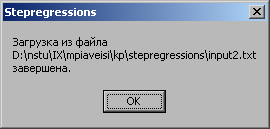 Stepregressions
Загрузка из файла
D:\nstu\IX\mpiaveisi\kp\stepregressions\input2.txt
завершена.
OK